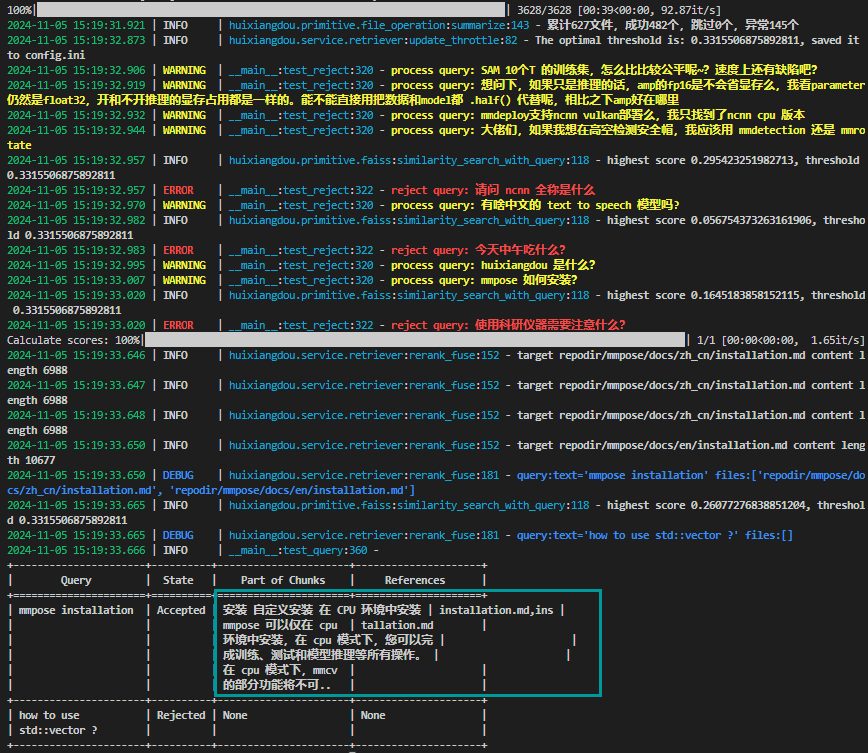 100%| | 3628/3628 [00:39<00:00, 92.87it/s]
2024-11-05 15:19:31.921 | INFO | huixiangdou.primitive.file_operation:summarize:143 - 累计627文件，成功482个，跳过0个，异常145个
2024-11-05 15:19:32.873 | INFO | huixiangdou.service.retriever:update_throttle:82 - The optimal threshold is: 0.3315506875892811, saved it
to config.ini
2024-11-05 15:19:32.906 | WARNING | __main__:test_reject:320 - process query: SAM 10个T 的训练集，怎么比比较公平呢~? 速度上还有缺陷吧?
2024-11-05 15:19:32.919 | WARNING | __main__:test_reject:320 - process query: 想问下，如果只是推理的话，amp的fp16是不会省显存么，我看parameter
仍然是float32，开和不开推理的显存占用都是一样的。能不能直接用把数据和model都 .half() 代替呢，相比之下amp好在哪里
2024-11-05 15:19:32.932 | WARNING | __main__:test_reject:320 - process query: mmdeploy支持ncnn vulkan部署么，我只找到了ncnn cpu 版本
2024-11-05 15:19:32.944 | WARNING | __main__:test_reject:320 - process query: 大佬们，如果我想在高空检测安全帽，我应该用 mmdetection 还是 mmro
tate
2024-11-05 15:19:32.957 | INFO | huixiangdou.primitive.faiss:similarity_search_with_query:118 - highest score 0.295423251982713, threshold
0.3315506875892811
2024-11-05 15:19:32.957 | ERROR | __main__:test_reject:322 - reject query: 请问 ncnn 全称是什么
2024-11-05 15:19:32.970 | WARNING | __main__:test_reject:320 - process query: 有啥中文的 text to speech 模型吗?
2024-11-05 15:19:32.982 | INFO | huixiangdou.primitive.faiss:similarity_search_with_query:118 - highest score 0.056754373263161906, thresho
ld 0.3315506875892811
2024-11-05 15:19:32.983 | ERROR | __main__:test_reject:322 - reject query: 今天中午吃什么?
2024-11-05 15:19:32.995 | WARNING | __main__:test_reject:320 - process query: huixiangdou 是什么?
2024-11-05 15:19:33.007 | WARNING | __main__:test_reject:320 - process query: mmpose 如何安装?
2024-11-05 15:19:33.020 | INFO | huixiangdou.primitive.faiss:similarity_search_with_query:118 - highest score 0.1645183858152115, threshold
0.3315506875892811
2024-11-05 15:19:33.020 | ERROR | __main__:test_reject:322 - reject query: 使用科研仪器需要注意什么?
Calculate scores: 100%| | 1/1 [00:00<00:00, 1.65it/s]
2024-11-05 15:19:33.646 | INFO | huixiangdou.service.retriever:rerank_fuse:152 - target repodir/mmpose/docs/zh_cn/installation.md content l
ength 6988
2024-11-05 15:19:33.647 | INFO | huixiangdou.service.retriever:rerank_fuse:152 - target repodir/mmpose/docs/zh_cn/installation.md content l
ength 6988
2024-11-05 15:19:33.648 | INFO | huixiangdou.service.retriever:rerank_fuse:152 - target repodir/mmpose/docs/zh_cn/installation.md content l
ength 6988
2024-11-05 15:19:33.650 | INFO | huixiangdou.service.retriever:rerank_fuse:152 - target repodir/mmpose/docs/en/installation.md content leng
th 10677
2024-11-05 15:19:33.650 | DEBUG | huixiangdou.service.retriever:rerank_fuse:181 - query:text='mmpose installation' files:['repodir/mmpose/do
cs/zh_cn/installation.md', 'repodir/mmpose/docs/en/installation.md']
2024-11-05 15:19:33.665 | INFO | huixiangdou.primitive.faiss:similarity_search_with_query:118 - highest score 0.26077276838851204, threshol
d 0.3315506875892811
2024-11-05 15:19:33.666 | DEBUG | huixiangdou.service.retriever:rerank_fuse:181 - query:text='how to use std::vector ?' files:[]
2024-11-05 15:19:33.666 | INFO | __main__:test_query:360 -
| Query | State | Part of Chunks | References |
| mmpose installation | Accepted | 安装 自定义安装 在 CPU 环境中安装 | installation.md,ins |
| | | mmpose 可以仅在 cpu | tallation.md |
| | | 环境中安装，在 cpu 模式下，您可以完 | |
| | | 成训练、测试和模型推理等所有操作。 | |
| | | 在 cpu 模式下，mmcv | |
| | | 的部分功能将不可.. | |
| how to use | Rejected | None | None |
| std::vector ? | | | |